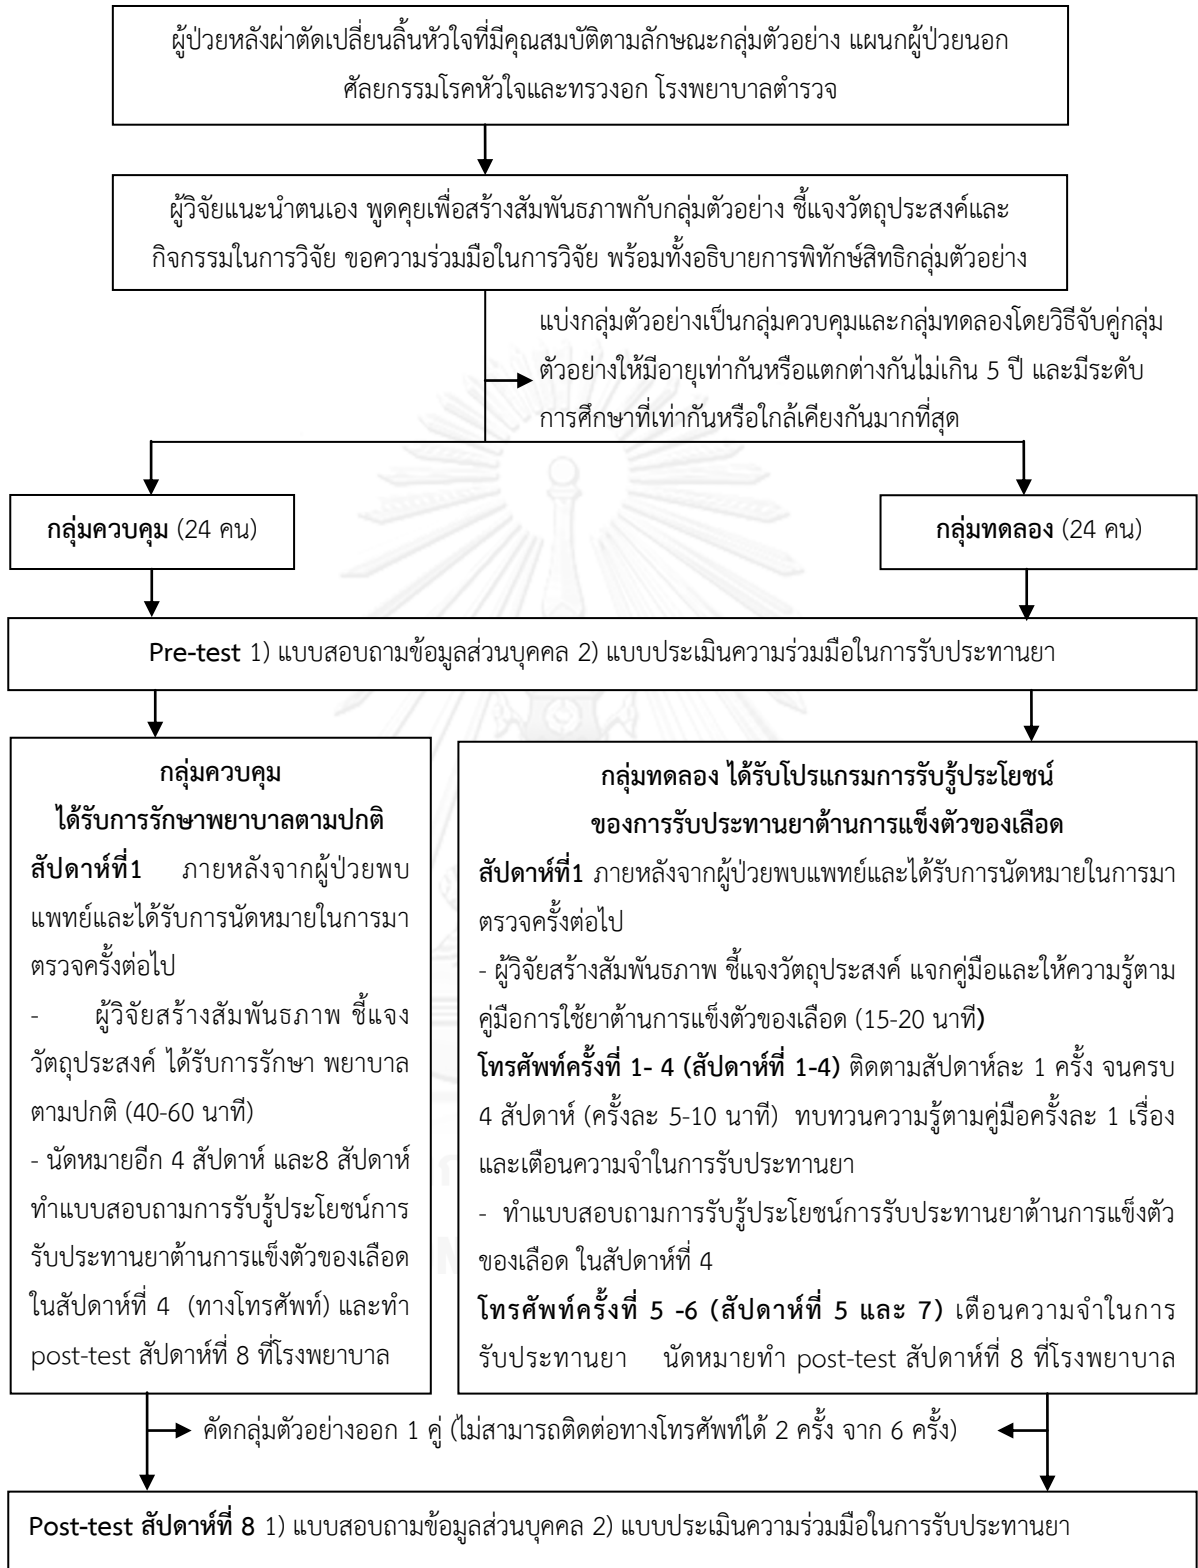 ผู้ป่วยหลังผ่าตัดเปลี่ยนลิ้นหัวใจที่มีคุณสมบัติตามลักษณะกลุ่มตัวอย่าง แผนกผู้ป่วยนอก
ศัลยกรรมโรคหัวใจและทรวงอก โรงพยาบาลตำรวจ
ผู้วิจัยแนะนำตนเอง พูดคุยเพื่อสร้างสัมพันธภาพกับกลุ่มตัวอย่าง ชี้แจงวัตถุประสงค์และ
กิจกรรมในการวิจัย ขอความร่วมมือในการวิจัย พร้อมทั้งอธิบายการพิทักษ์สิทธิกลุ่มตัวอย่าง
แบ่งกลุ่มตัวอย่างเป็นกลุ่มควบคุมและกลุ่มทดลองโดยวิธีจับคู่กลุ่ม
ตัวอย่างให้มีอายุเท่ากันหรือแตกต่างกันไม่เกิน 5 ปี และมีระดับ
การศึกษาที่เท่ากันหรือใกล้เคียงกันมากที่สุด
กลุ่มควบคุม (24 คน)
กลุ่มทดลอง (24 คน)
Pre-test 1) แบบสอบถามข้อมูลส่วนบุคคล 2) แบบประเมินความร่วมมือในการรับประทานยา
กลุ่มควบคุม
ได้รับการรักษาพยาบาลตามปกติ
สัปดาห์ที่1 ภายหลังจากผู้ป่วยพบ
แพทย์และได้รับการนัดหมายในการมา
ตรวจครั้งต่อไป
- ผู้วิจัยสร้างสัมพันธภาพ ชี้แจง
วัตถุประสงค์ ได้รับการรักษา พยาบาล
ตามปกติ (40-60 นาที)
- นัดหมายอีก 4 สัปดาห์ และ8 สัปดาห์
ทำแบบสอบถามการรับรู้ประโยชน์การ
รับประทานยาต้านการแข็งตัวของเลือด
ในสัปดาห์ที่ 4 (ทางโทรศัพท์) และทำ
post-test สัปดาห์ที่ 8 ที่โรงพยาบาล
กลุ่มทดลอง ได้รับโปรแกรมการรับรู้ประโยชน์
ของการรับประทานยาต้านการแข็งตัวของเลือด
สัปดาห์ที่1 ภายหลังจากผู้ป่วยพบแพทย์และได้รับการนัดหมายในการมา
ตรวจครั้งต่อไป
- ผู้วิจัยสร้างสัมพันธภาพ ชี้แจงวัตถุประสงค์ แจกคู่มือและให้ความรู้ตาม
คู่มือการใช้ยาต้านการแข็งตัวของเลือด (15-20 นาที)
โทรศัพท์ครั้งที่ 1- 4 (สัปดาห์ที่ 1-4) ติดตามสัปดาห์ละ 1 ครั้ง จนครบ
4 สัปดาห์ (ครั้งละ 5-10 นาที) ทบทวนความรู้ตามคู่มือครั้งละ 1 เรื่อง
และเตือนความจำในการรับประทานยา
- ทำแบบสอบถามการรับรู้ประโยชน์การรับประทานยาต้านการแข็งตัว
ของเลือด ในสัปดาห์ที่ 4
โทรศัพท์ครั้งที่ 5 -6 (สัปดาห์ที่ 5 และ 7) เตือนความจำในการ
รับประทานยา นัดหมายทำ post-test สัปดาห์ที่ 8 ที่โรงพยาบาล
คัดกลุ่มตัวอย่างออก 1 คู่ (ไม่สามารถติดต่อทางโทรศัพท์ได้ 2 ครั้ง จาก 6 ครั้ง)
Post-test สัปดาห์ที่ 8 1) แบบสอบถามข้อมูลส่วนบุคคล 2) แบบประเมินความร่วมมือในการรับประทานยา